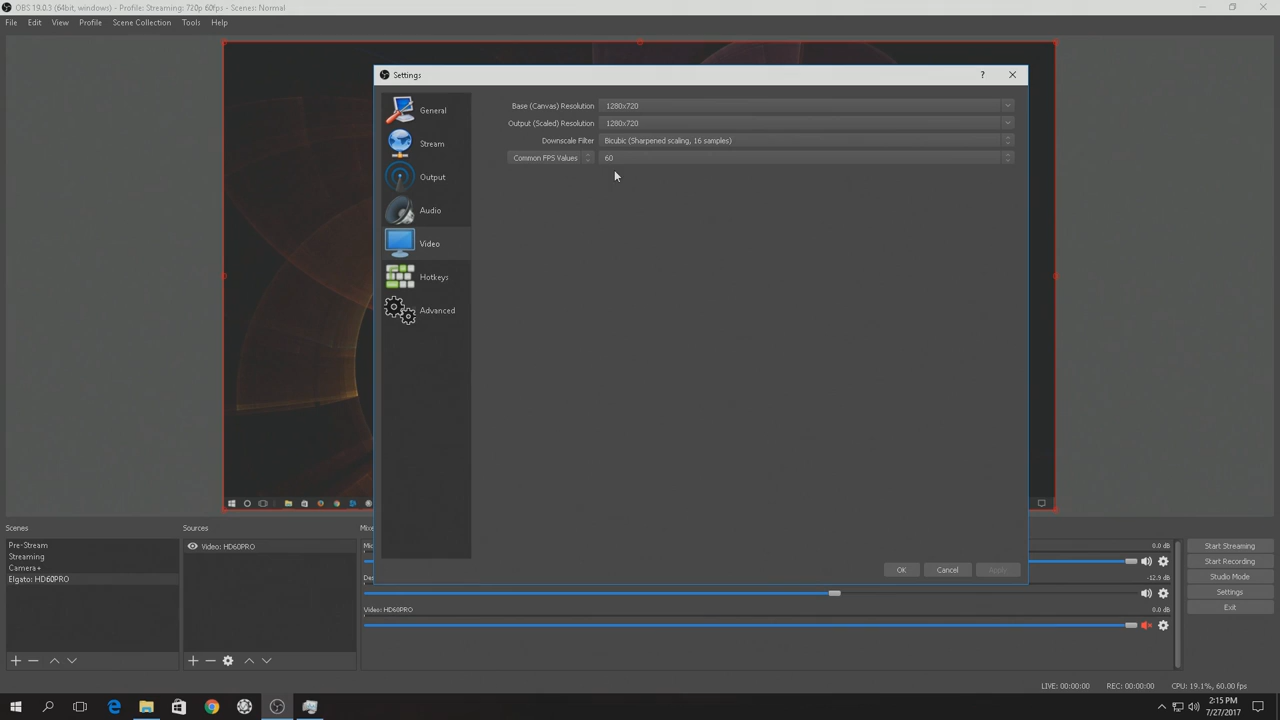 OBS 19.0.3 (64bit, windows) - Profile: Streaming: 720p 60fps - Scenes: Normal
File Edit View Profile Scene Collection Tools Help
Settings
?
General
Stream
Output
Audio
Video
Hotkeys
Advanced
Base (Canvas) Resolution 1280x720
Output (Scaled) Resolution 1280x720
Downscale Filter Bicubic (Sharpened scaling, 16 samples)
Common FPS Values 60
OK Cancel Apply
Scenes
Pre-Stream
Streaming
Camera+
Elgato: HD60PRO
Sources
Video: HD60PRO
0.0 dB
-12.9 dB
Video: HD60PRO 0.0 dB
Start Streaming
Start Recording
Studio Mode
Settings
Exit
LIVE: 00:00:00 REC: 00:00:00 CPU: 19.1%, 60.00 fps
2:15 PM
7/27/2017